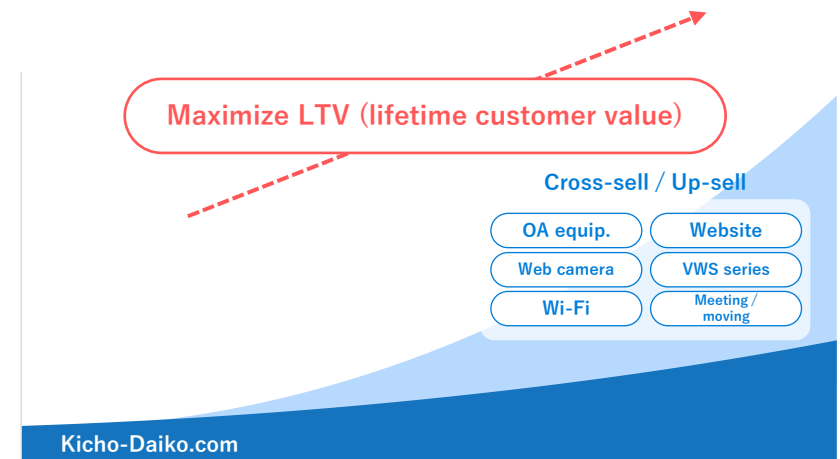 Maximize LTV (lifetime customer value)
Cross-sell / Up-sell
OA equip.
Website
Web camera
VWS series
Wi-Fi
Meeting /
moving
Kicho-Daiko.com